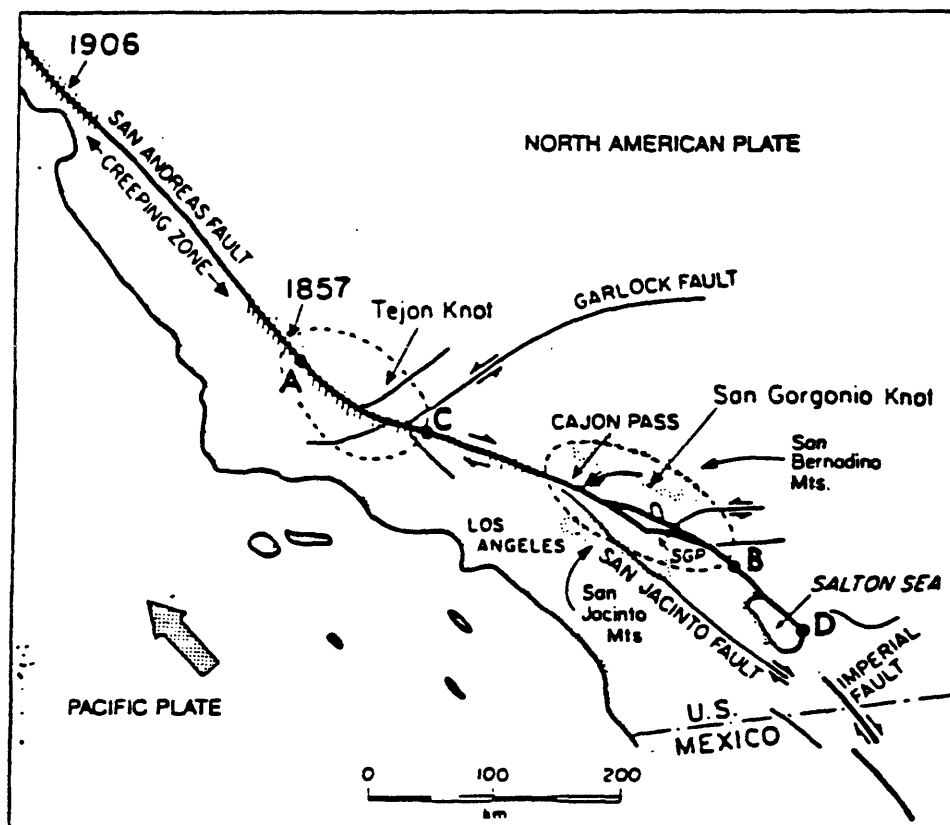 1906
SAN ANDREAS FAULT
CREEPING ZONE
NORTH AMERICAN PLATE
1857
Tejon Knot
GARLOCK FAULT
A
C
San Gorgonio Knot
CAJON PASS
San
Bernadino
Mts.
LOS
ANGELES
SGP
B
SAN JACINTO FAULT
San
Jacinto
Mts
SALTON SEA
D
IMPERIAL
FAULT
PACIFIC PLATE
U.S.
MEXICO
0 100 200
km